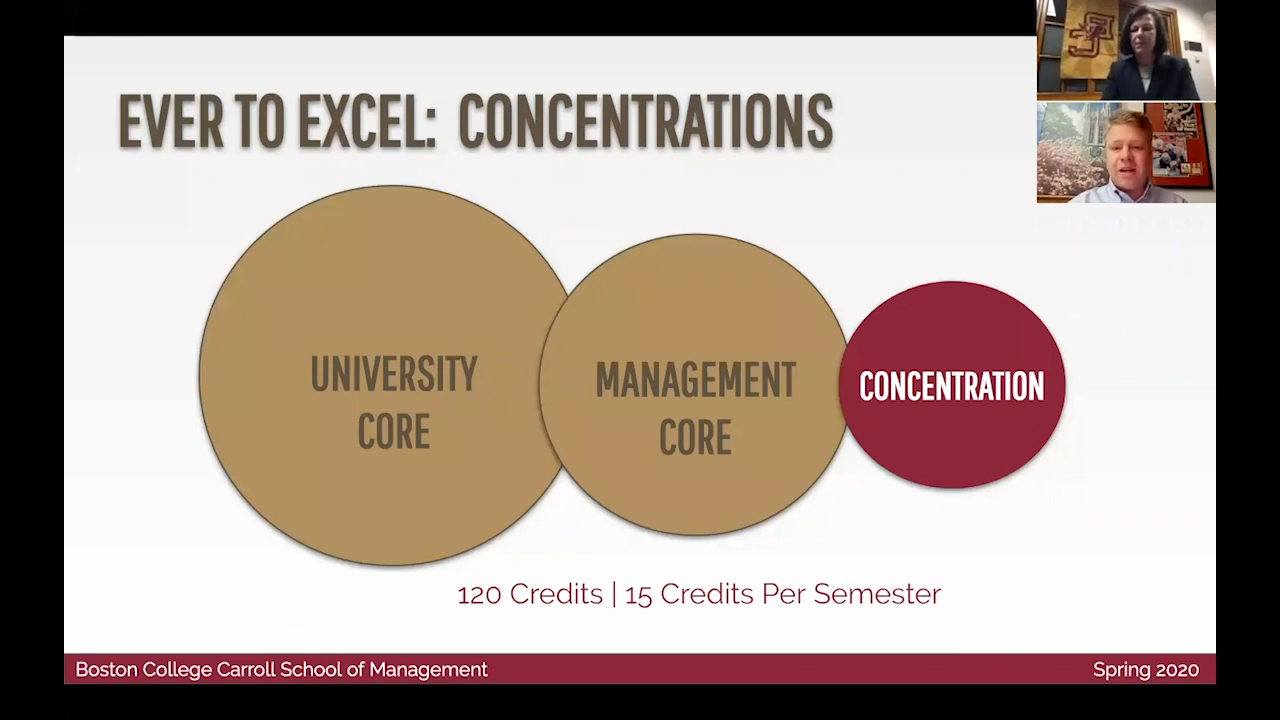 EVER TO EXCEL: CONCENTRATIONS
UNIVERSITY
CORE
MANAGEMENT
CORE
CONCENTRATION
120 Credits | 15 Credits Per Semester
Boston College Carroll School of Management
Spring 2020